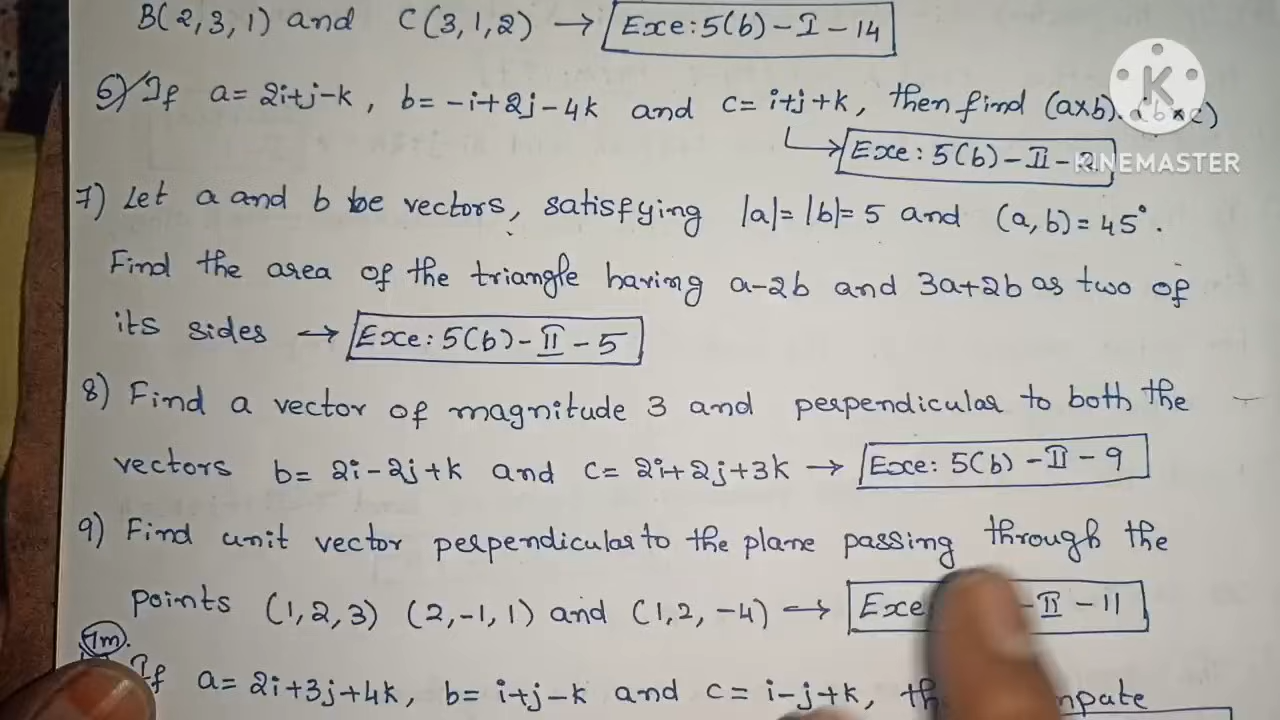 B(2,3,1) and C(3,1,2) → Exe: 5(b)-II-14
6) If a= 2i+j-k, b= -i+2j-4k and c= i+j+k, then find (a×b).(b×c)
K
→ Exe: 5(b)-II-2
KINEMASTER
7) Let a and b be vectors, satisfying |a|=|b|=5 and (a,b)=45°.
Find the area of the triangle having a-2b and 3a+2b as two of
its sides → Exe: 5(b)-II-5
8) Find a vector of magnitude 3 and perpendicular to both the
vectors b= 2i-2j+k and c= 2i+2j+3k → Exe: 5(b)-II-9
9) Find unit vector perpendicular to the plane passing through the
points (1,2,3) (2,-1,1) and (1,2,-4) → Exe -II-11
7m.
If a= 2i+3j+4k, b= i+j-k and c= i-j+k,